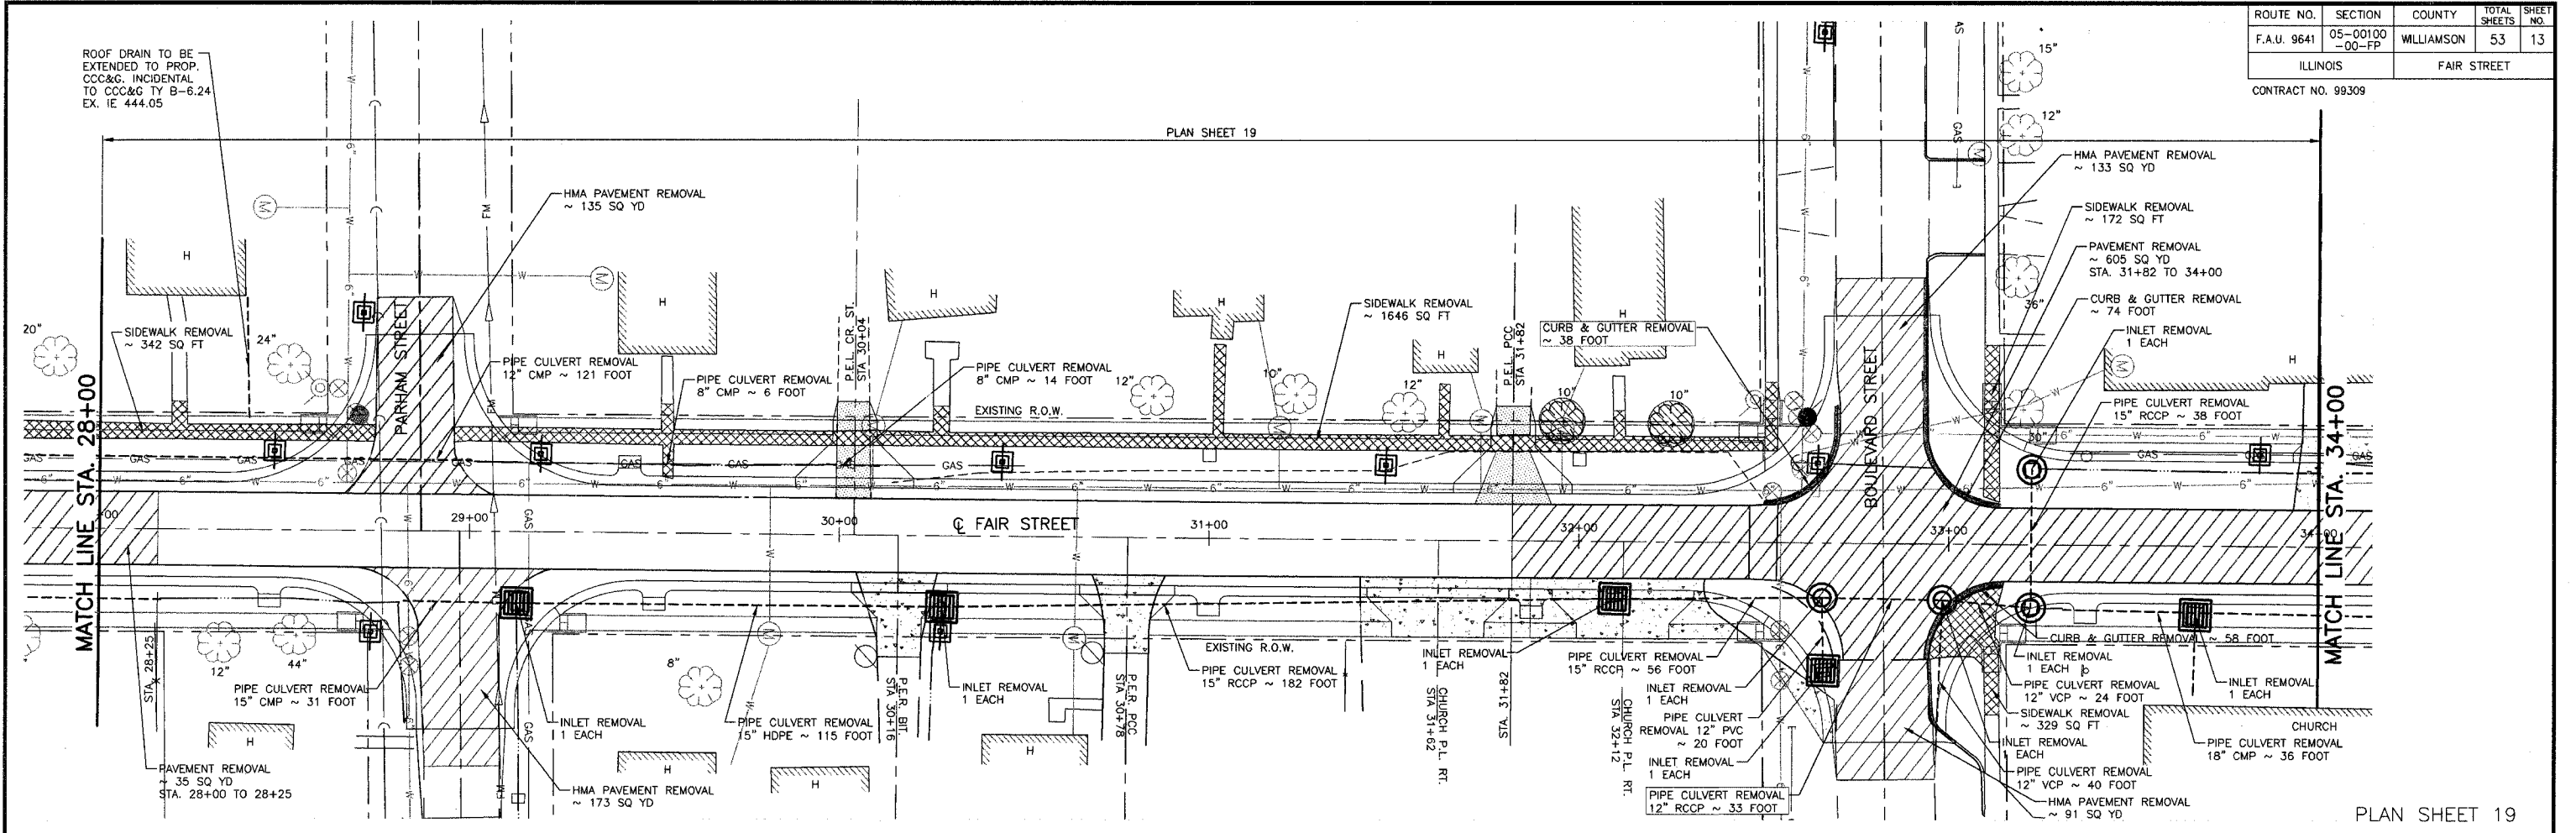 ROUTE NO. SECTION COUNTY TOTAL SHEETS SHEET NO.
F.A.U. 9641 05-00100 -00-FP WILLIAMSON 53 13
ILLINOIS FAIR STREET
CONTRACT NO. 99309
ROOF DRAIN TO BE
EXTENDED TO PROP.
CCC&G. INCIDENTAL
TO CCC&G TY B-6.24
EX. IE 444.05
PLAN SHEET 19
HMA PAVEMENT REMOVAL
~ 135 SQ YD
HMA PAVEMENT REMOVAL
~ 133 SQ YD
SIDEWALK REMOVAL
~ 172 SQ FT
PAVEMENT REMOVAL
~ 605 SQ YD
STA. 31+82 TO 34+00
CURB & GUTTER REMOVAL
~ 74 FOOT
INLET REMOVAL
1 EACH
PIPE CULVERT REMOVAL
15" RCCP ~ 38 FOOT
15"
12"
36"
30"
SIDEWALK REMOVAL
~ 342 SQ FT
20"
24"
PARHAM STREET
PIPE CULVERT REMOVAL
12" CMP ~ 121 FOOT
PIPE CULVERT REMOVAL
8" CMP ~ 6 FOOT
P.E.L. CR. ST.
STA 30+04
PIPE CULVERT REMOVAL
8" CMP ~ 14 FOOT
EXISTING R.O.W.
12"
10"
12"
10"
10"
SIDEWALK REMOVAL
~ 1646 SQ FT
P.E.L. PCC
STA 31+82
CURB & GUTTER REMOVAL
~ 38 FOOT
BOULEVARD STREET
MATCH LINE STA. 28+00
MATCH LINE STA. 34+00
29+00
30+00
℄ FAIR STREET
31+00
32+00
33+00
34+00
STA. 28+25
12"
44"
8"
PIPE CULVERT REMOVAL
15" CMP ~ 31 FOOT
PAVEMENT REMOVAL
~ 35 SQ YD
STA. 28+00 TO 28+25
INLET REMOVAL
1 EACH
HMA PAVEMENT REMOVAL
~ 173 SQ YD
PIPE CULVERT REMOVAL
15" HDPE ~ 115 FOOT
P.E.R. BIT.
STA 30+16
INLET REMOVAL
1 EACH
P.E.R. PCC
STA 30+78
PIPE CULVERT REMOVAL
15" RCCP ~ 182 FOOT
EXISTING R.O.W.
INLET REMOVAL
1 EACH
CHURCH P.L. RT.
STA 31+62
STA. 31+82
CHURCH P.L. RT.
STA 32+12
PIPE CULVERT REMOVAL
15" RCCP ~ 56 FOOT
INLET REMOVAL
1 EACH
PIPE CULVERT
REMOVAL 12" PVC
~ 20 FOOT
INLET REMOVAL
1 EACH
PIPE CULVERT REMOVAL
12" RCCP ~ 33 FOOT
CURB & GUTTER REMOVAL ~ 58 FOOT
INLET REMOVAL
1 EACH
PIPE CULVERT REMOVAL
12" VCP ~ 24 FOOT
SIDEWALK REMOVAL
~ 329 SQ FT
INLET REMOVAL
1 EACH
PIPE CULVERT REMOVAL
12" VCP ~ 40 FOOT
HMA PAVEMENT REMOVAL
~ 91 SQ YD
INLET REMOVAL
1 EACH
CHURCH
PIPE CULVERT REMOVAL
18" CMP ~ 36 FOOT
PLAN SHEET 19